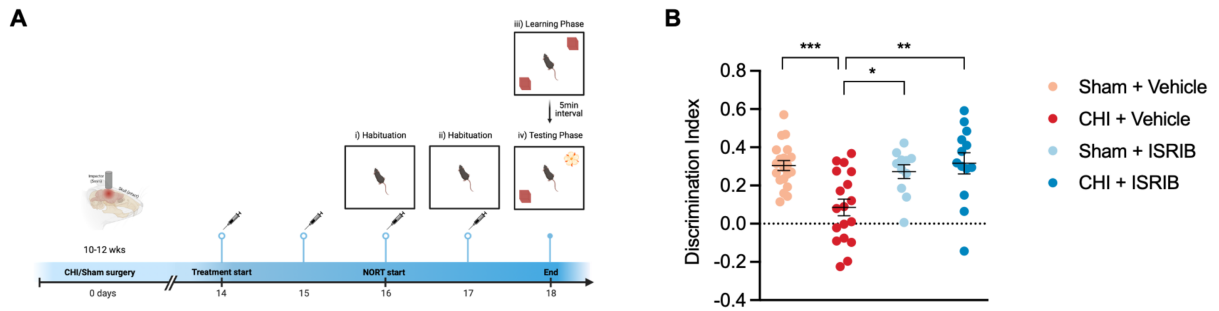 A
iii) Learning Phase
5min
interval
i) Habituation
ii) Habituation
iv) Testing Phase
10-12 wks
CHI/Sham surgery
Treatment start
NORT start
End
0 days
14
15
16
17
18
B
***
**
*
0.8
0.6
0.4
0.2
0.0
-0.2
-0.4
Discrimination Index
Sham + Vehicle
CHI + Vehicle
Sham + ISRIB
CHI + ISRIB